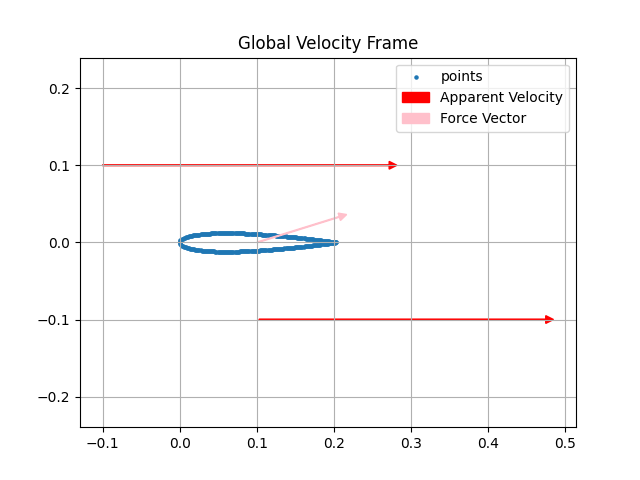 Global Velocity Frame
points
Apparent Velocity
Force Vector
0.2
0.1
0.0
−0.1
−0.2
−0.1 0.0 0.1 0.2 0.3 0.4 0.5